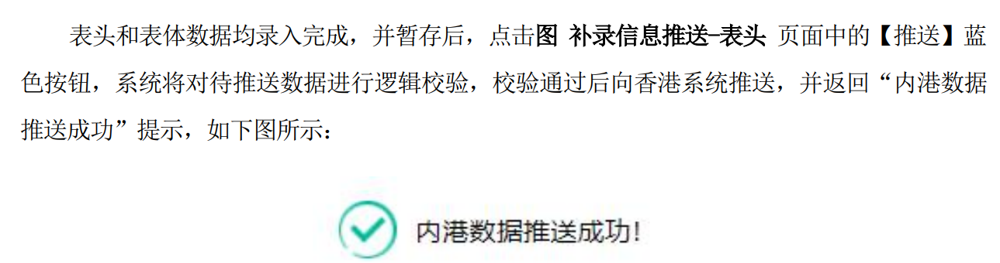 表头和表体数据均录入完成，并暂存后，点击图 补录信息推送-表头 页面中的【推送】蓝
色按钮，系统将对待推送数据进行逻辑校验，校验通过后向香港系统推送，并返回“内港数据
推送成功”提示，如下图所示：
内港数据推送成功！